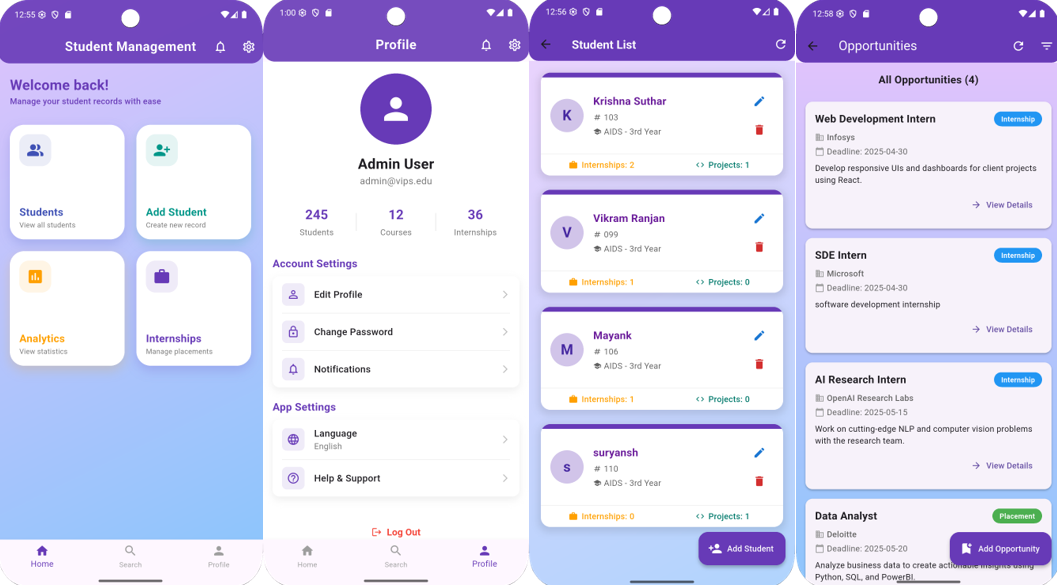 12:55
Student Management
Welcome back!
Manage your student records with ease
Students
View all students
Add Student
Create new record
Analytics
View statistics
Internships
Manage placements
Home
Search
Profile
1:00
Profile
Admin User
admin@vips.edu
245
12
36
Students
Courses
Internships
Account Settings
Edit Profile
Change Password
Notifications
App Settings
Language
English
Help & Support
Log Out
Home
Search
Profile
12:56
Student List
K
Krishna Suthar
# 103
AIDS - 3rd Year
Internships: 2
<> Projects: 1
V
Vikram Ranjan
# 099
AIDS - 3rd Year
Internships: 1
<> Projects: 0
M
Mayank
# 106
AIDS - 3rd Year
Internships: 1
<> Projects: 0
s
suryansh
# 110
AIDS - 3rd Year
Internships: 0
<> Projects: 1
Add Student
12:58
Opportunities
All Opportunities (4)
Web Development Intern
Internship
Infosys
Deadline: 2025-04-30
Develop responsive UIs and dashboards for client projects
using React.
View Details
SDE Intern
Internship
Microsoft
Deadline: 2025-04-30
software development internship
View Details
AI Research Intern
Internship
OpenAI Research Labs
Deadline: 2025-05-15
Work on cutting-edge NLP and computer vision problems
with the research team.
View Details
Data Analyst
Placement
Deloitte
Deadline: 2025-05-20
Add Opportunity
Analyze business data to create actionable insights using
Python, SQL, and PowerBI.